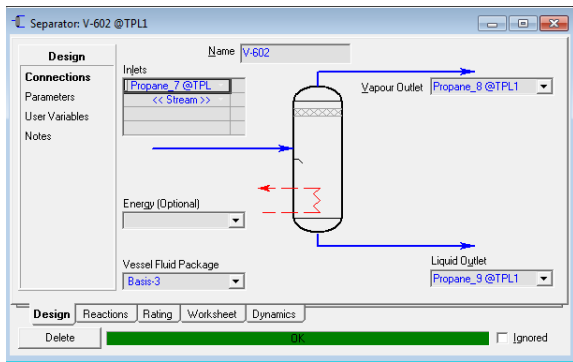 Separator: V-602 @TPL1
Design
Connections
Parameters
User Variables
Notes
Name V-602
Inlets
Propane_7 @TPL
<< Stream >>
Vapour Outlet Propane_8 @TPL1
Energy (Optional)
Vessel Fluid Package
Basis-3
Liquid Outlet
Propane_9 @TPL1
Design Reactions Rating Worksheet Dynamics
Delete OK Ignored